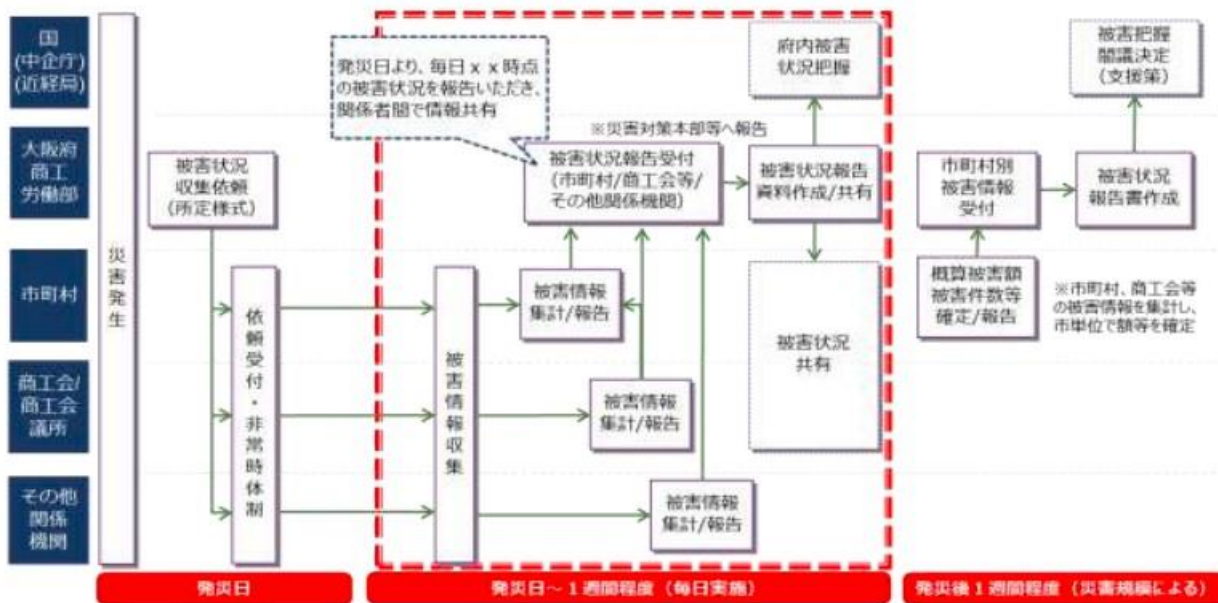 国
(中企庁)
(近経局)
大阪府
商工
労働部
市町村
商工会/
商工会
議所
その他
関係
機関
災害発生
被害状況
収集依頼
(所定様式)
依頼受付・非常時体制
発災日より、毎日ｘｘ時点
の被害状況を報告いただき、
関係者間で情報共有
被害情報収集
※災害対策本部等へ報告
被害状況報告受付
(市町村/商工会等/
その他関係機関)
被害情報
集計/報告
被害情報
集計/報告
被害情報
集計/報告
府内被害
状況把握
被害状況報告
資料作成/共有
被害状況
共有
市町村別
被害情報
受付
概算被害額
被害件数等
確定/報告
被害把握
閣議決定
(支援策)
被害状況
報告書作成
※市町村、商工会等
の被害情報を集計し、
市単位で額等を確定
発災日
発災日～１週間程度（毎日実施）
発災後１週間程度（災害規模による）